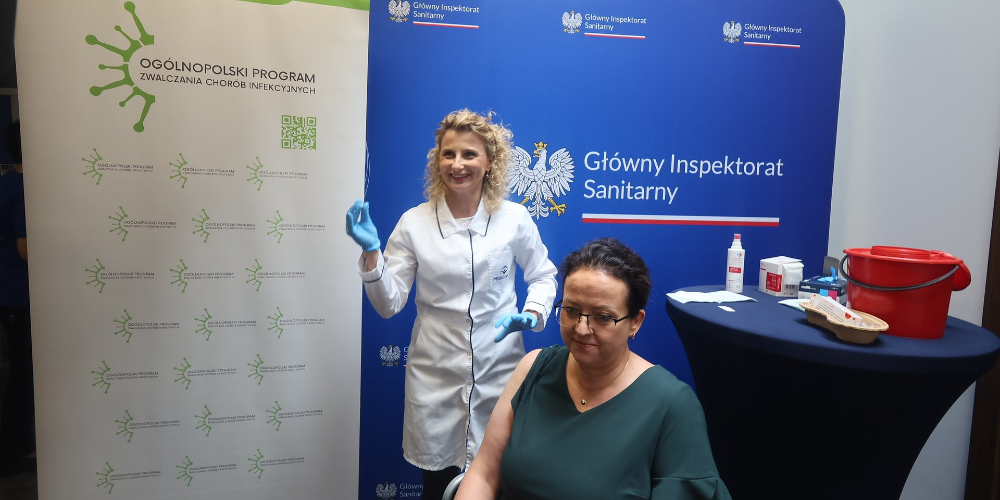 OGÓLNOPOLSKI PROGRAM
ZWALCZANIA CHORÓB INFEKCYJNYCH
OGÓLNOPOLSKI PROGRAM
ZWALCZANIA CHORÓB INFEKCYJNYCH
OGÓLNOPOLSKI PROGRAM
ZWALCZANIA CHORÓB INFEKCYJNYCH
OGÓLNOPOLSKI PROGRAM
ZWALCZANIA CHORÓB INFEKCYJNYCH
OGÓLNOPOLSKI PROGRAM
ZWALCZANIA CHORÓB INFEKCYJNYCH
OGÓLNOPOLSKI PROGRAM
ZWALCZANIA CHORÓB INFEKCYJNYCH
OGÓLNOPOLSKI PROGRAM
ZWALCZANIA CHORÓB INFEKCYJNYCH
OGÓLNOPOLSKI PROGRAM
ZWALCZANIA CHORÓB INFEKCYJNYCH
OGÓLNOPOLSKI PROGRAM
ZWALCZANIA CHORÓB INFEKCYJNYCH
OGÓLNOPOLSKI PROGRAM
ZWALCZANIA CHORÓB INFEKCYJNYCH
OGÓLNOPOLSKI PROGRAM
ZWALCZANIA CHORÓB INFEKCYJNYCH
OGÓLNOPOLSKI PROGRAM
ZWALCZANIA CHORÓB INFEKCYJNYCH
OGÓLNOPOLSKI PROGRAM
ZWALCZANIA CHORÓB INFEKCYJNYCH
OGÓLNOPOLSKI PROGRAM
ZWALCZANIA CHORÓB INFEKCYJNYCH
OGÓLNOPOLSKI PROGRAM
ZWALCZANIA CHORÓB INFEKCYJNYCH
OGÓLNOPOLSKI PROGRAM
ZWALCZANIA CHORÓB INFEKCYJNYCH
OGÓLNOPOLSKI PROGRAM
ZWALCZANIA CHORÓB INFEKCYJNYCH
OGÓLNOPOLSKI PROGRAM
ZWALCZANIA CHORÓB INFEKCYJNYCH
OGÓLNOPOLSKI PROGRAM
ZWALCZANIA CHORÓB INFEKCYJNYCH
OGÓLNOPOLSKI PROGRAM
ZWALCZANIA CHORÓB INFEKCYJNYCH
OGÓLNOPOLSKI PROGRAM
ZWALCZANIA CHORÓB INFEKCYJNYCH
OGÓLNOPOLSKI PROGRAM
ZWALCZANIA CHORÓB INFEKCYJNYCH
Główny Inspektorat
Sanitarny
Główny Inspektorat
Sanitarny
Główny Inspektorat
Sanitarny
Główny Inspektorat
Sanitarny
G
S
Główny
Sanitar
MEDICO